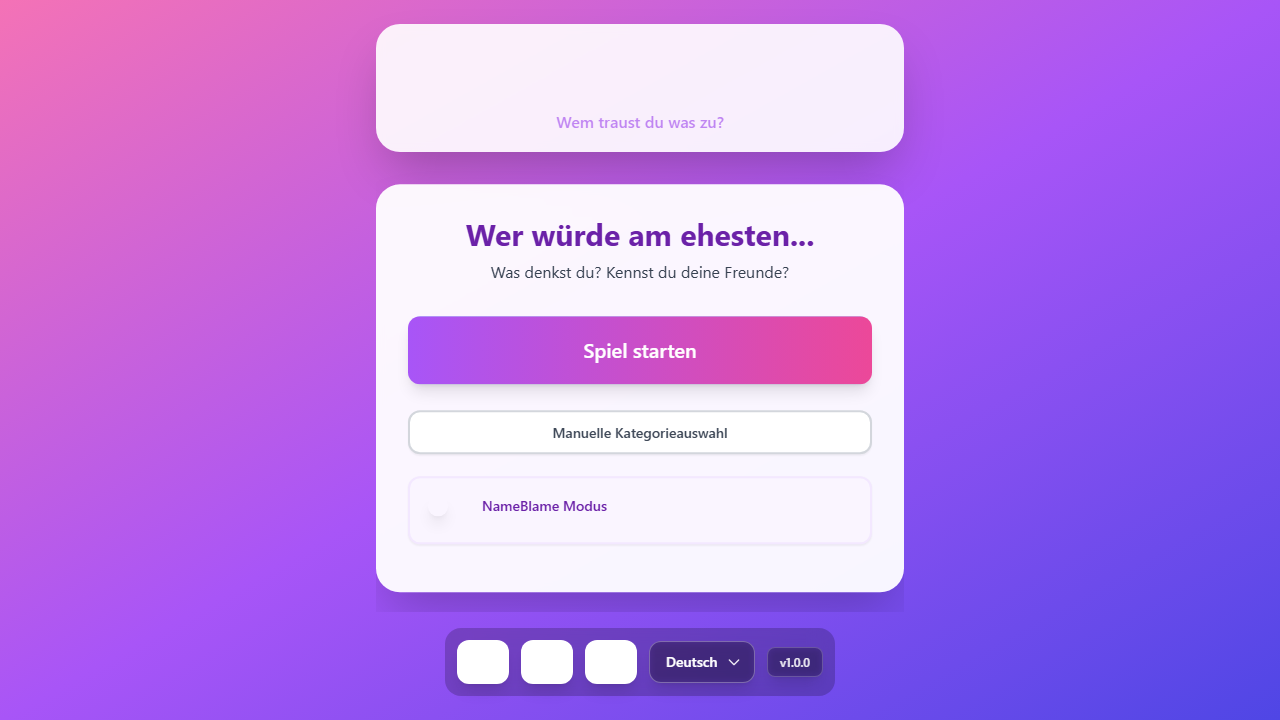 Wem traust du was zu?
Wer würde am ehesten...
Was denkst du? Kennst du deine Freunde?
Spiel starten
Manuelle Kategorieauswahl
NameBlame Modus
Deutsch
v1.0.0